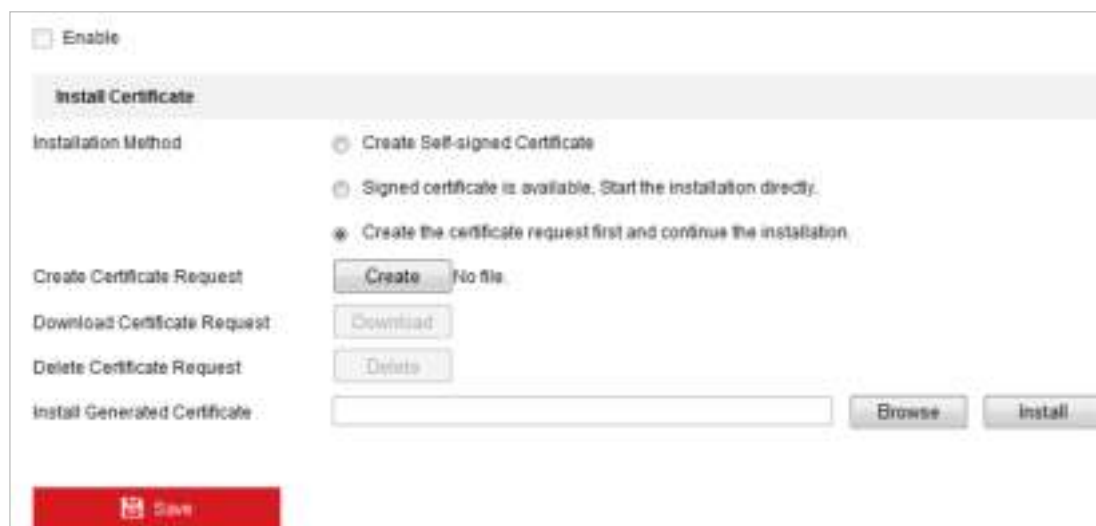 Enable
Install Certificate
Installation Method
Create Self-signed Certificate
Signed certificate is available, Start the installation directly.
Create the certificate request first and continue the installation.
Create Certificate Request Create No file.
Download Certificate Request Download
Delete Certificate Request Delete
Install Generated Certificate Browse Install
Save